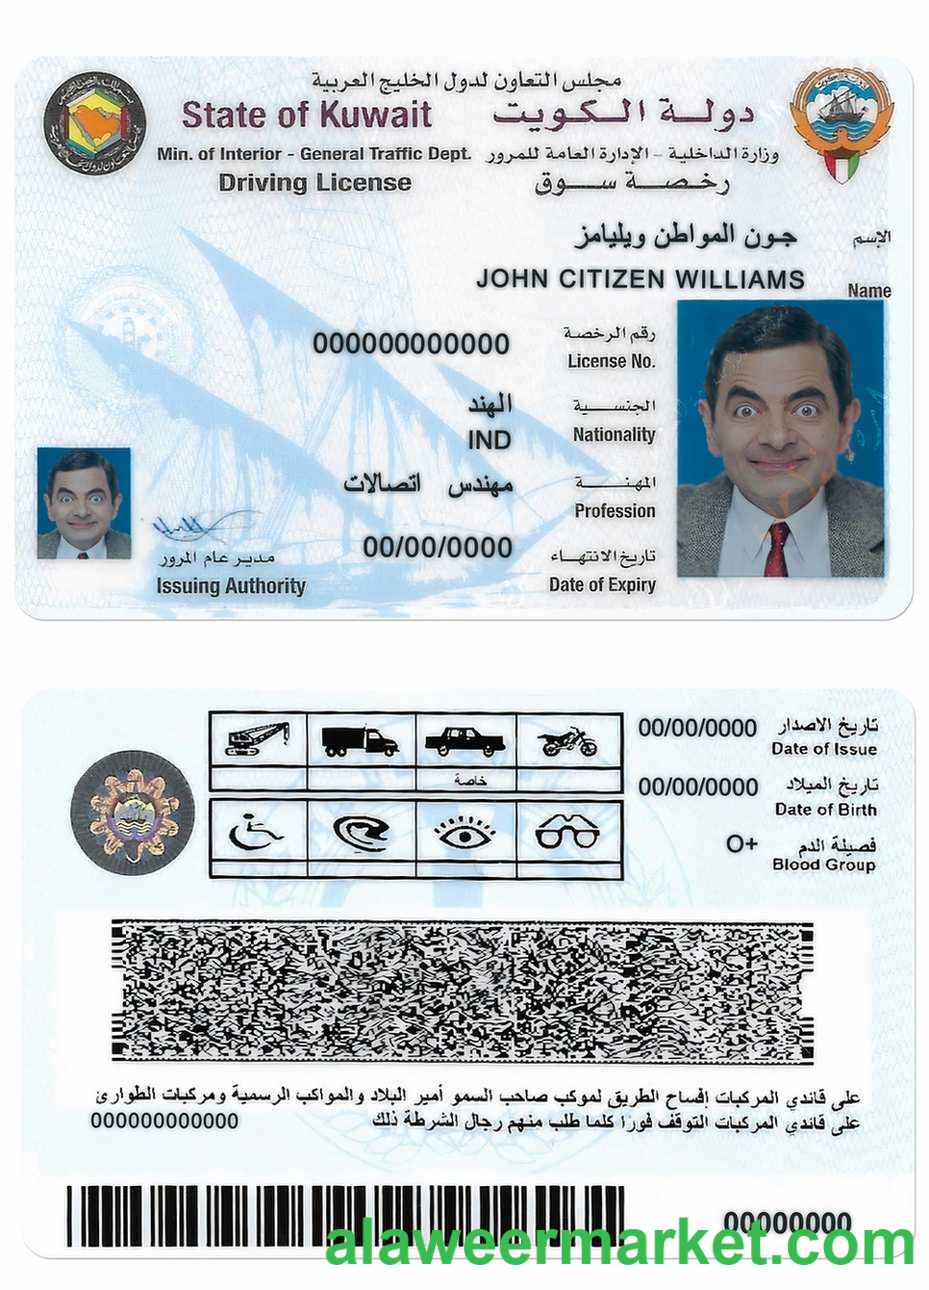 مجلس التعاون لدول الخليج العربية
State of Kuwait دولة الكويت
Min. of Interior - General Traffic Dept. وزارة الداخلية - الإدارة العامة للمرور
Driving License رخصة سوق
جون المواطن ويليامز الإسم
JOHN CITIZEN WILLIAMS Name
000000000000 رقم الرخصة
License No.
الهند الجنسية
IND Nationality
مهندس اتصالات المهنة
Profession
00/00/0000 تاريخ الانتهاء
Date of Expiry
مدير عام المرور
Issuing Authority
00/00/0000 تاريخ الاصدار
Date of Issue
خاصة
00/00/0000 تاريخ الميلاد
Date of Birth
O+ فصيلة الدم
Blood Group
على قائدي المركبات إفساح الطريق لموكب صاحب السمو أمير البلاد والمواكب الرسمية ومركبات الطوارئ
على قائدي المركبات التوقف فورا كلما طلب منهم رجال الشرطة ذلك
000000000000
00000000
alaweermarket.com